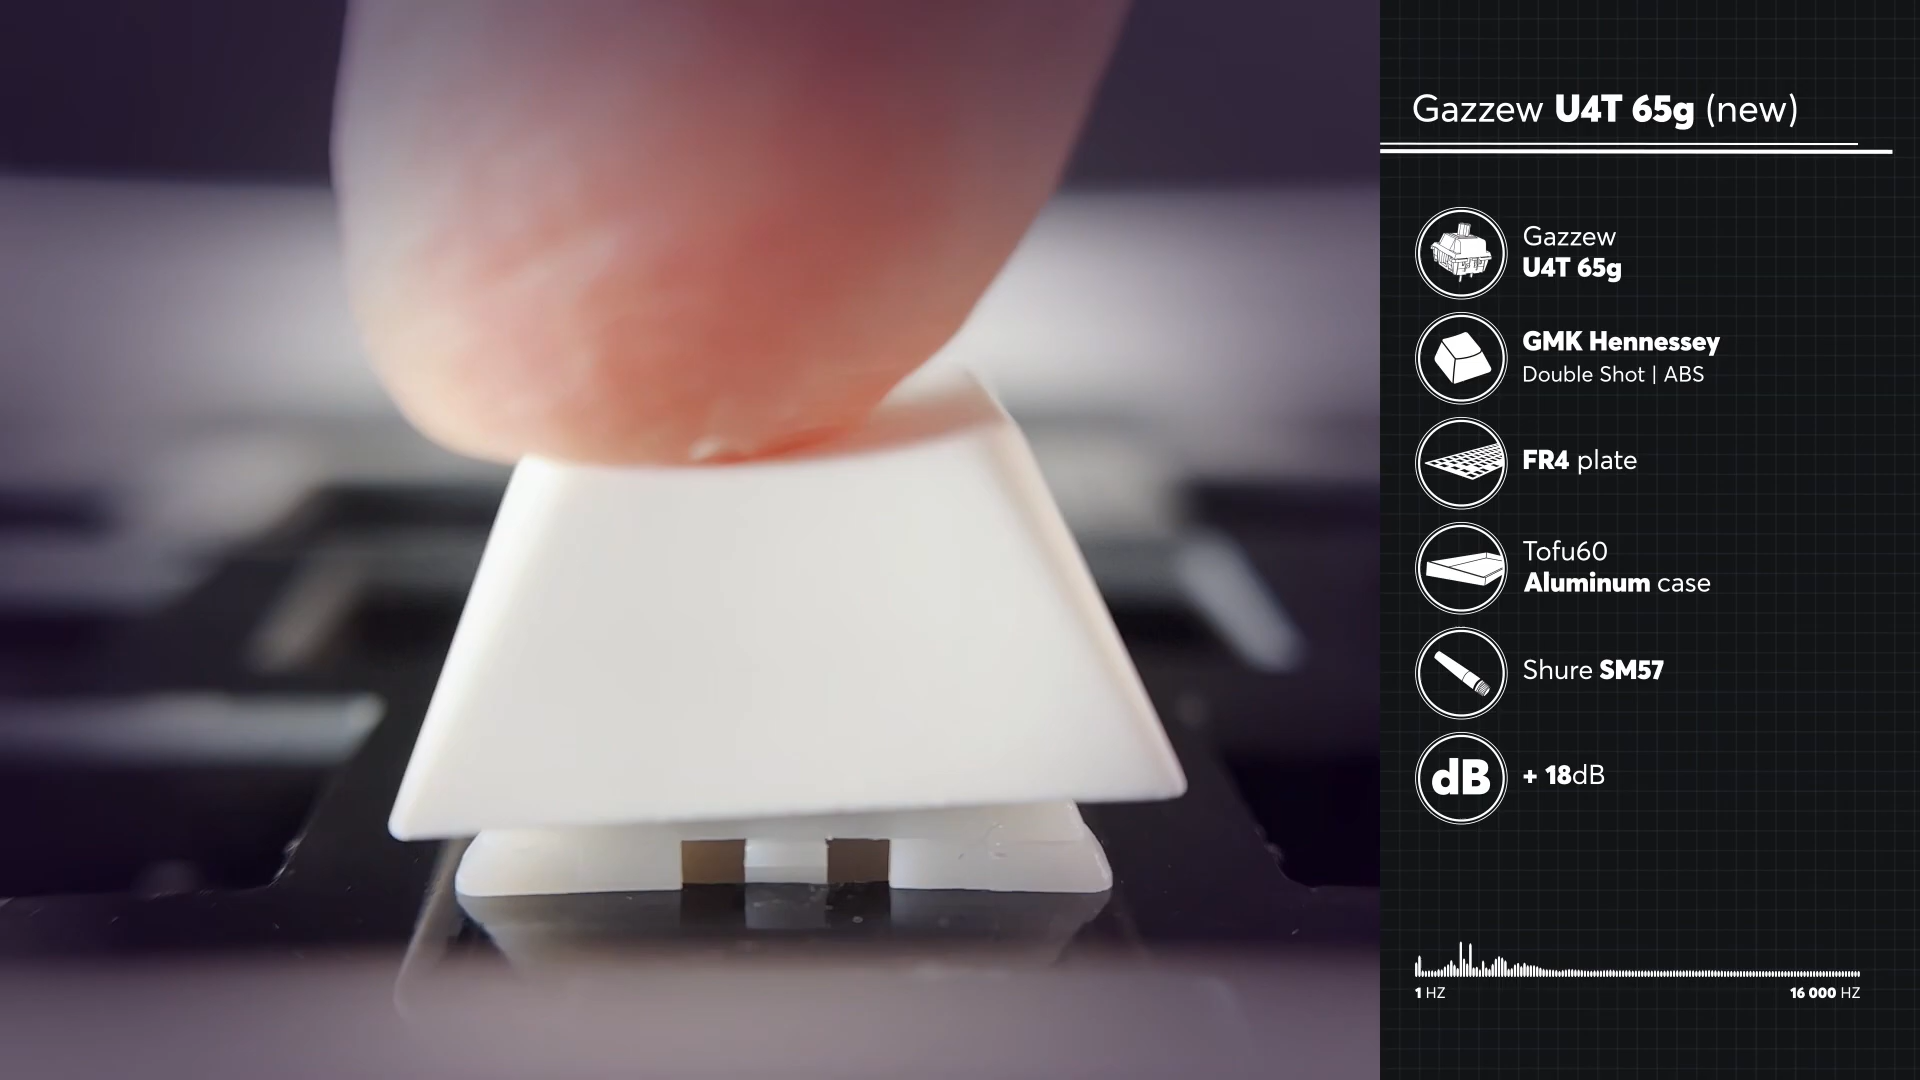 Gazzew U4T 65g (new)
Gazzew
U4T 65g
GMK Hennessey
Double Shot | ABS
FR4 plate
Tofu60
Aluminum case
Shure SM57
dB
+ 18dB
1 HZ
16 000 HZ